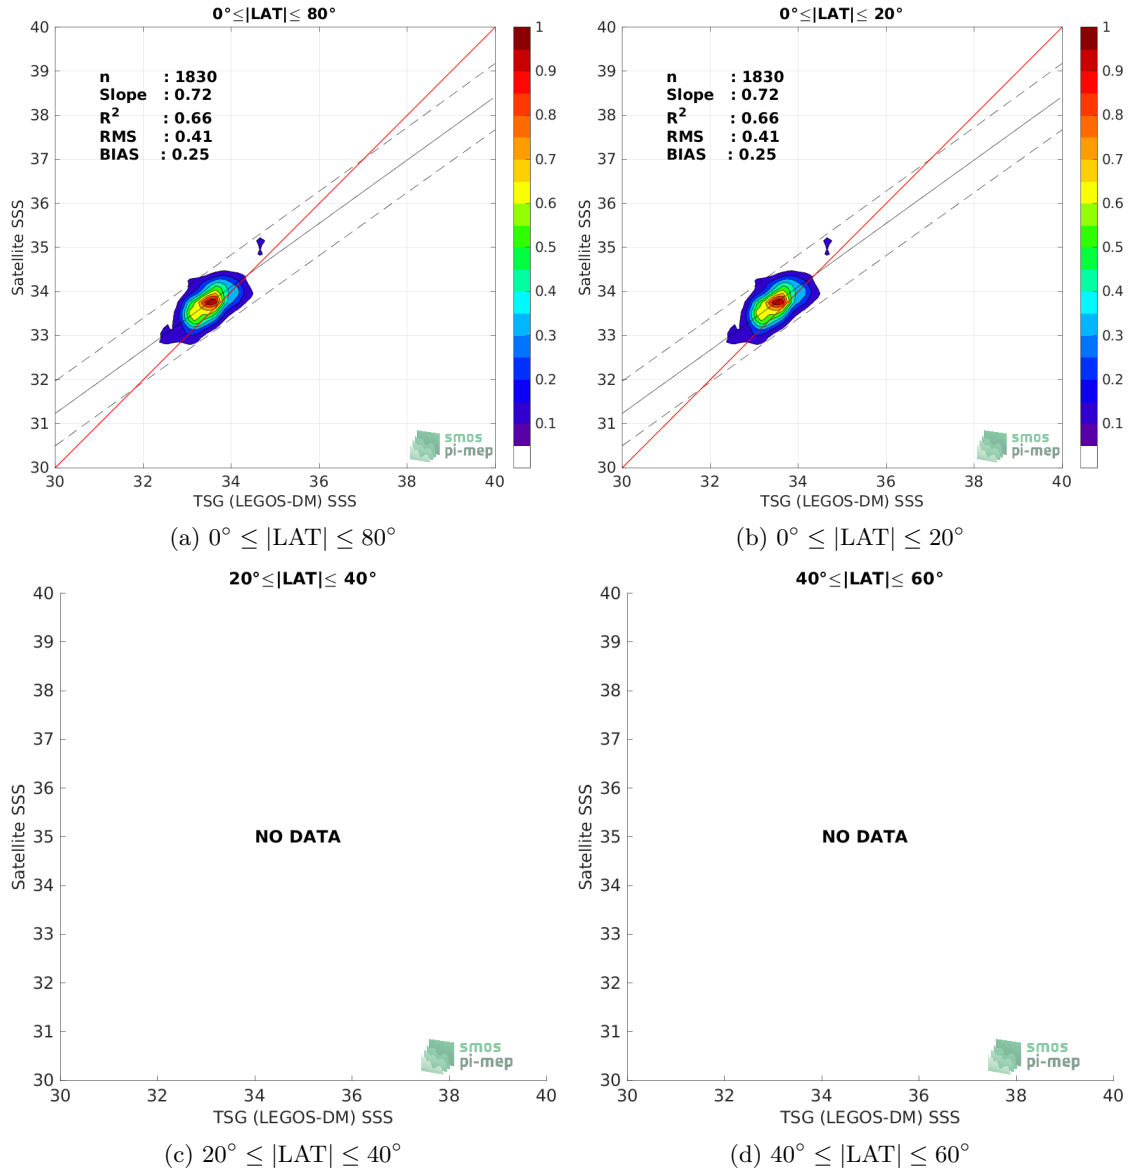 0°≤|LAT|≤ 80°
40
39
38
37
36
35
34
33
32
31
30
Satellite SSS
n : 1830
Slope : 0.72
R² : 0.66
RMS : 0.41
BIAS : 0.25
smos
pi-mep
30 32 34 36 38 40
TSG (LEGOS-DM) SSS
1
0.9
0.8
0.7
0.6
0.5
0.4
0.3
0.2
0.1
(a) 0° ≤ |LAT| ≤ 80°
0°≤|LAT|≤ 20°
40
39
38
37
36
35
34
33
32
31
30
Satellite SSS
n : 1830
Slope : 0.72
R² : 0.66
RMS : 0.41
BIAS : 0.25
smos
pi-mep
30 32 34 36 38 40
TSG (LEGOS-DM) SSS
1
0.9
0.8
0.7
0.6
0.5
0.4
0.3
0.2
0.1
(b) 0° ≤ |LAT| ≤ 20°
20°≤|LAT|≤ 40°
40
39
38
37
36
35
34
33
32
31
30
Satellite SSS
NO DATA
smos
pi-mep
30 32 34 36 38 40
TSG (LEGOS-DM) SSS
(c) 20° ≤ |LAT| ≤ 40°
40°≤|LAT|≤ 60°
40
39
38
37
36
35
34
33
32
31
30
Satellite SSS
NO DATA
smos
pi-mep
30 32 34 36 38 40
TSG (LEGOS-DM) SSS
(d) 40° ≤ |LAT| ≤ 60°